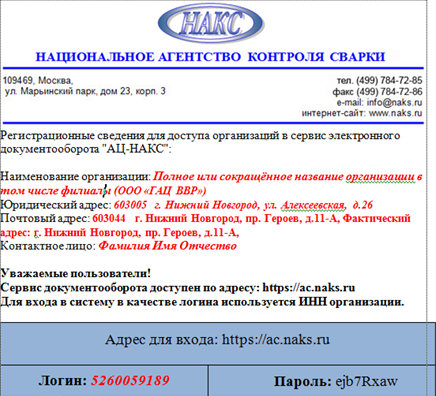 НАКС
НАЦИОНАЛЬНОЕ АГЕНТСТВО КОНТРОЛЯ СВАРКИ
109469, Москва, тел. (499) 784-72-85
ул. Марьинский парк, дом 23, корп. 3 факс (499) 784-72-86
e-mail: info@naks.ru
интернет-сайт: www.naks.ru
Регистрационные сведения для доступа организаций в сервис электронного
документооборота "АЦ-НАКС":
Наименование организации: Полное или сокращённое название организации в
том числе филиалы (ООО «ГАЦ ВВР»)
Юридический адрес: 603005 г. Нижний Новгород, ул. Алексеевская, д.26
Почтовый адрес: 603044 г. Нижний Новгород, пр. Героев, д.11-А, Фактический
адрес: г. Нижний Новгород, пр. Героев, д.11-А,
Контактное лицо: Фамилия Имя Отчество
Уважаемые пользователи!
Сервис документооборота доступен по адресу: https://ac.naks.ru
Для входа в систему в качестве логина используется ИНН организации.
Адрес для входа: https://ac.naks.ru
Логин: 5260059189 Пароль: ejb7Rxaw